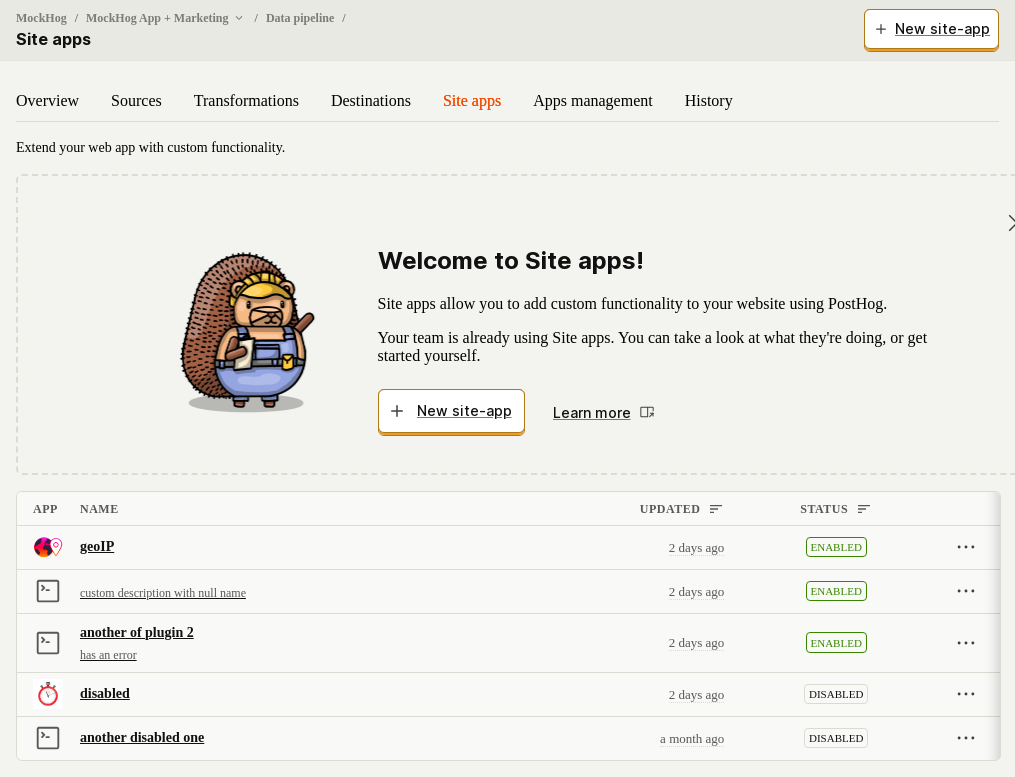 MockHog / MockHog App + Marketing / Data pipeline /
Site apps
New site-app
Overview Sources Transformations Destinations Site apps Apps management History
Extend your web app with custom functionality.
Welcome to Site apps!
Site apps allow you to add custom functionality to your website using PostHog.
Your team is already using Site apps. You can take a look at what they're doing, or get
started yourself.
New site-app Learn more
APP NAME UPDATED STATUS
geoIP 2 days ago ENABLED
custom description with null name 2 days ago ENABLED
another of plugin 2
has an error 2 days ago ENABLED
disabled 2 days ago DISABLED
another disabled one a month ago DISABLED